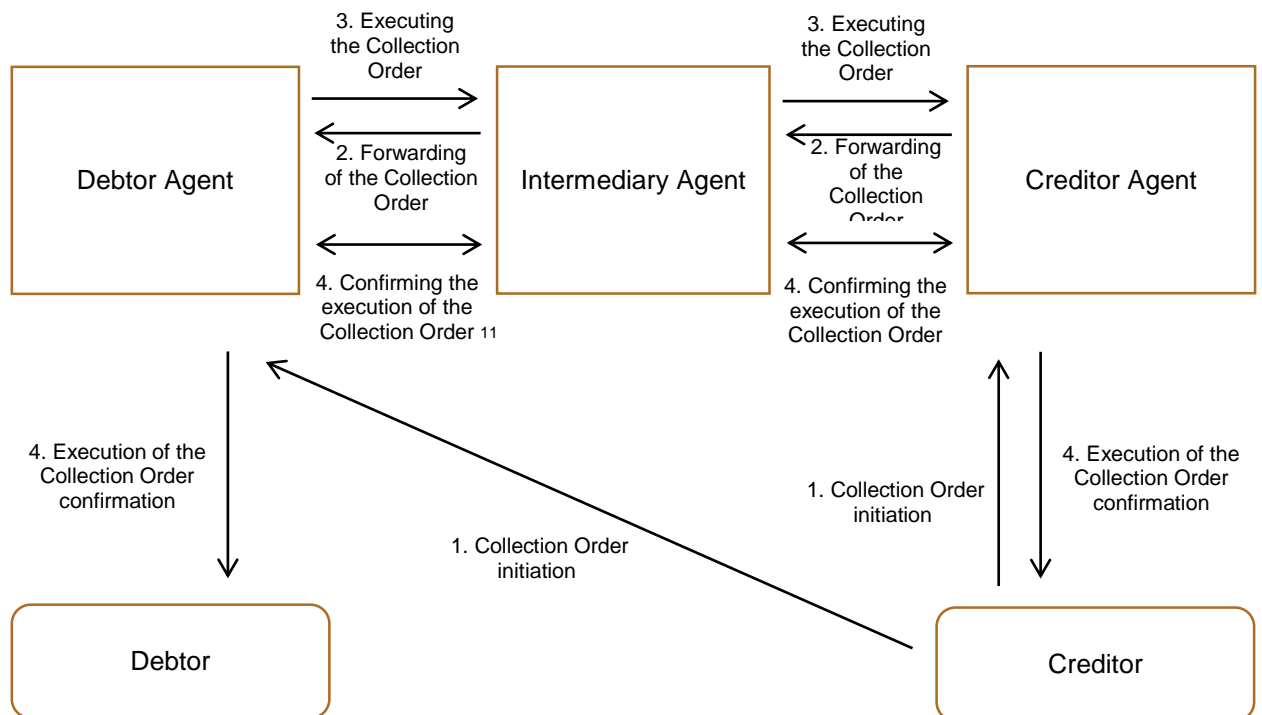 3. Executing
the Collection
Order
3. Executing
the Collection
Order
Debtor Agent
2. Forwarding
of the Collection
Order
Intermediary Agent
2. Forwarding
of the
Collection
Order
Creditor Agent
4. Confirming the
execution of the
Collection Order 11
4. Confirming the
execution of the
Collection Order
4. Execution of the
Collection Order
confirmation
1. Collection Order
initiation
1. Collection Order
initiation
4. Execution of the
Collection Order
confirmation
Debtor
Creditor